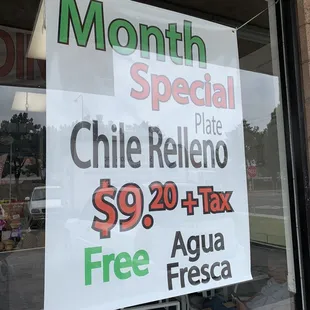 Month
Special
Plate
Chile Relleno
$9.20 + Tax
Free Agua
Fresca